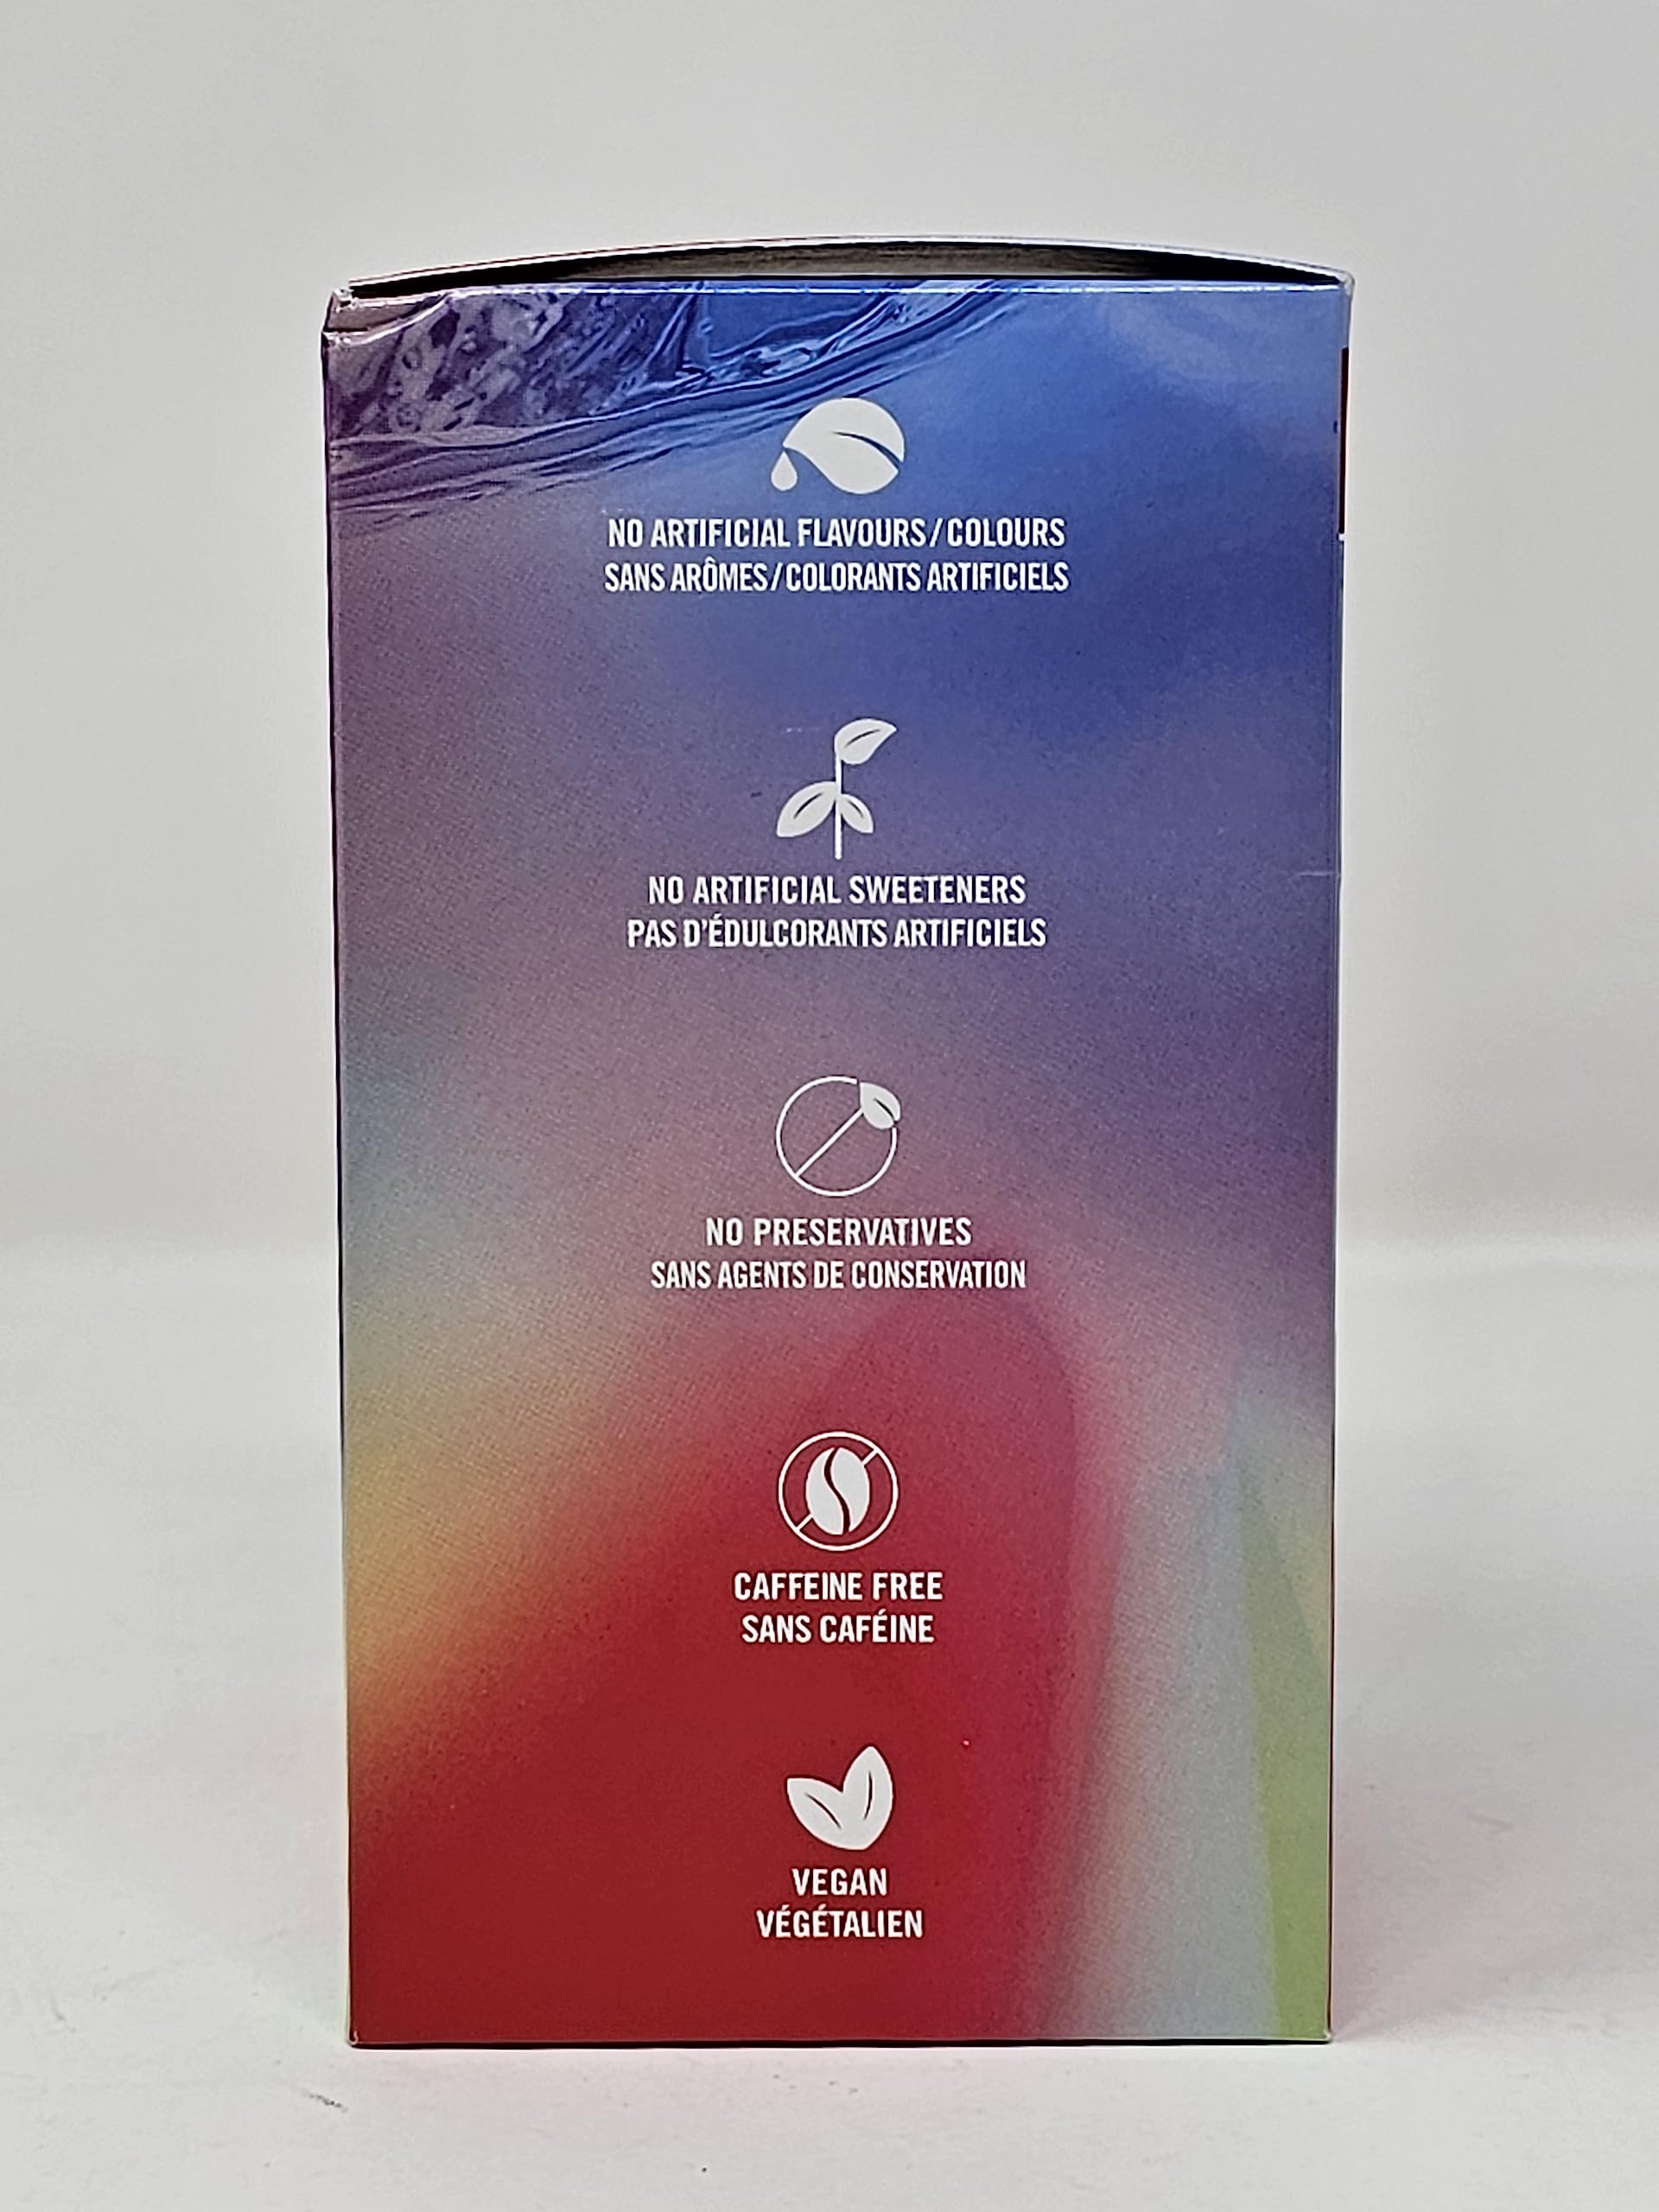 NO ARTIFICIAL FLAVOURS/COLOURS
SANS ARÔMES/COLORANTS ARTIFICIELS
NO ARTIFICIAL SWEETENERS
PAS D'ÉDULCORANTS ARTIFICIELS
NO PRESERVATIVES
SANS AGENTS DE CONSERVATION
CAFFEINE FREE
SANS CAFÉINE
VEGAN
VÉGÉTALIEN